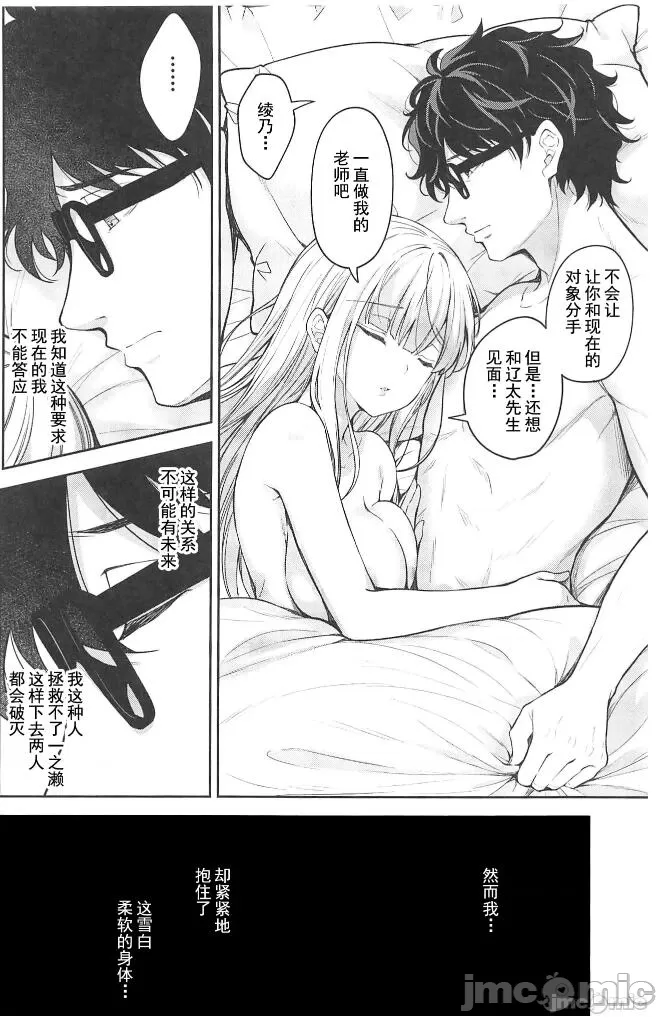 绫乃…
一直做我的
老师吧
不会让
让你和现在的
对象分手
但是…还想
和辽太先生
见面…
……
我知道这种要求
现在的我
不能答应
这样的关系
不可能有未来
我这种人
拯救不了一之濑
这样下去两人
都会破灭
然而我…
却紧紧地
抱住了
这雪白
柔软的身体…
jmcomic
jmcomic